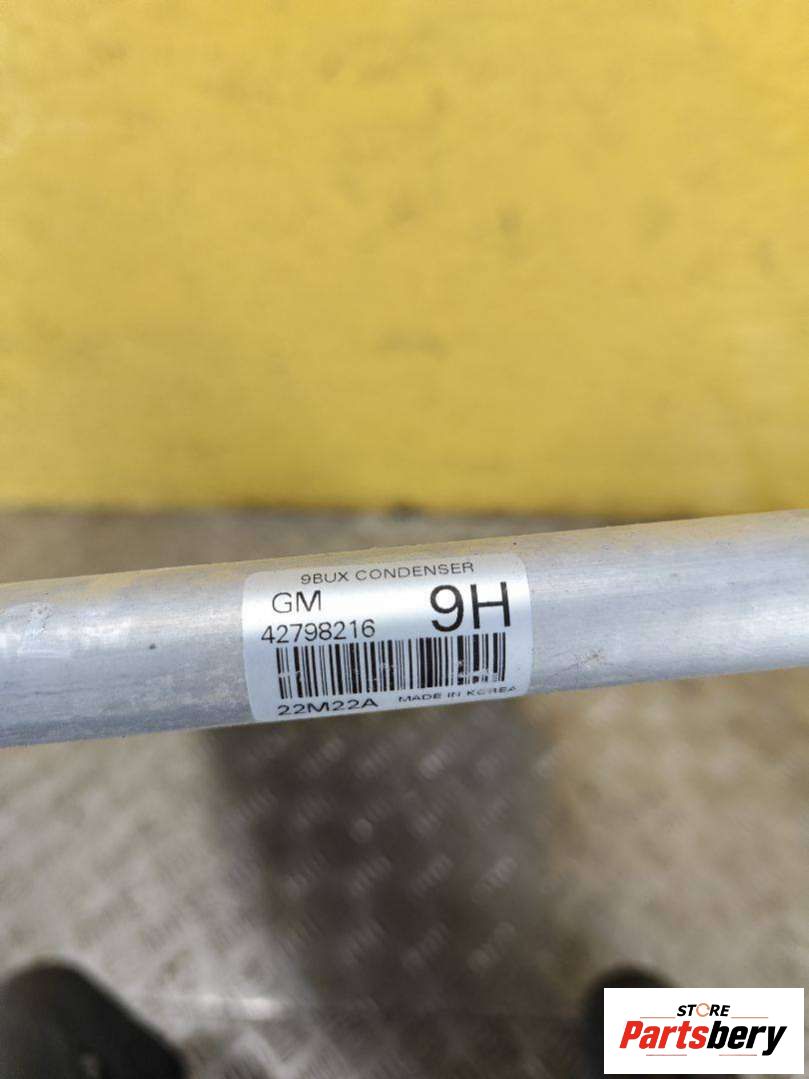 9BUX CONDENSER
GM
9H
42798216
22M22A MADE IN KOREA
STORE
Partsbery